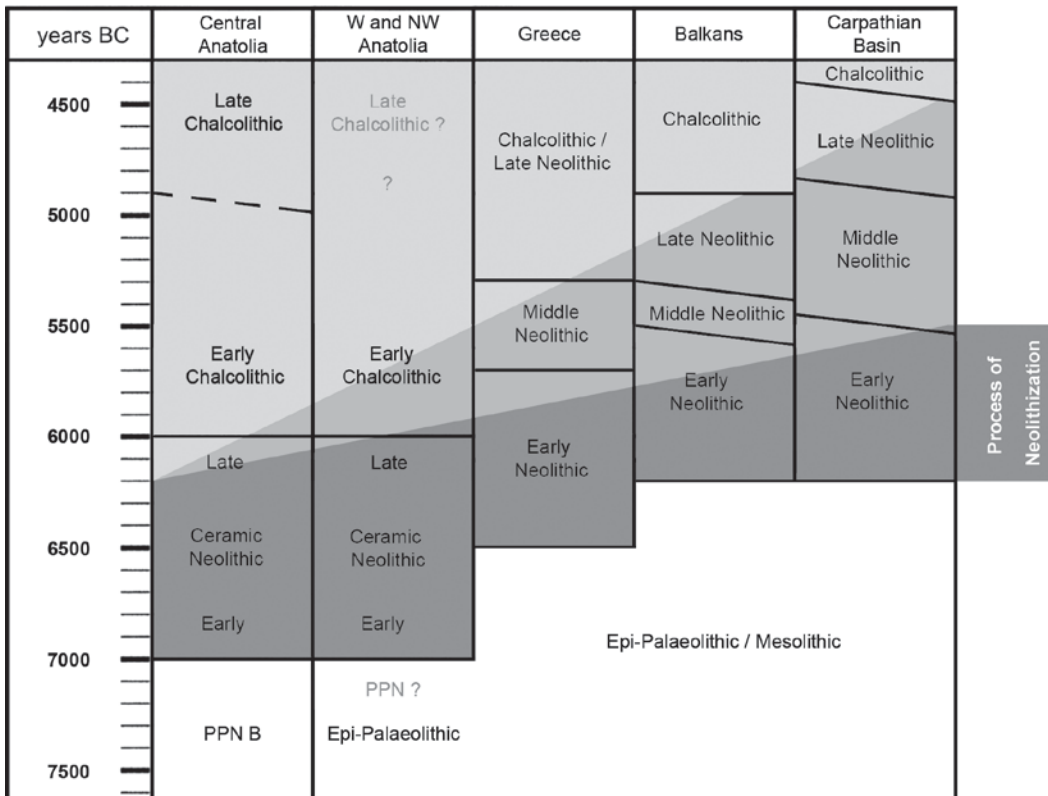 years BC
Central
Anatolia
W and NW
Anatolia
Greece
Balkans
Carpathian
Basin
4500
5000
5500
6000
6500
7000
7500
Late
Chalcolithic
Early
Chalcolithic
Late
Ceramic
Neolithic
Early
PPN B
Late
Chalcolithic ?
?
Early
Chalcolithic
Late
Ceramic
Neolithic
Early
PPN ?
Epi-Palaeolithic
Chalcolithic /
Late Neolithic
Middle
Neolithic
Early
Neolithic
Chalcolithic
Late Neolithic
Middle Neolithic
Early
Neolithic
Chalcolithic
Late Neolithic
Middle
Neolithic
Early
Neolithic
Epi-Palaeolithic / Mesolithic
Process of
Neolithization